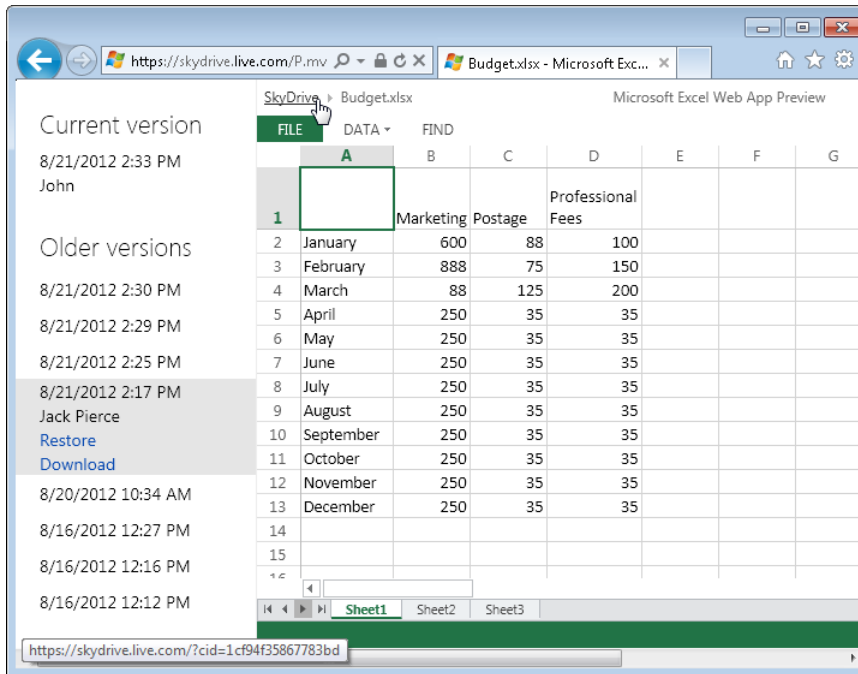 https://skydrive.live.com/P.mv
Budget.xlsx - Microsoft Exc...
Current version
8/21/2012 2:33 PM
John
Older versions
8/21/2012 2:30 PM
8/21/2012 2:29 PM
8/21/2012 2:25 PM
8/21/2012 2:17 PM
Jack Pierce
Restore
Download
8/20/2012 10:34 AM
8/16/2012 12:27 PM
8/16/2012 12:16 PM
8/16/2012 12:12 PM
SkyDrive Budget.xlsx Microsoft Excel Web App Preview
FILE DATA FIND
A B C D E F G
1 Marketing Postage Professional Fees
2 January 600 88 100
3 February 888 75 150
4 March 88 125 200
5 April 250 35 35
6 May 250 35 35
7 June 250 35 35
8 July 250 35 35
9 August 250 35 35
10 September 250 35 35
11 October 250 35 35
12 November 250 35 35
13 December 250 35 35
14
15
16
Sheet1 Sheet2 Sheet3
https://skydrive.live.com/?cid=1cf94f35867783bd